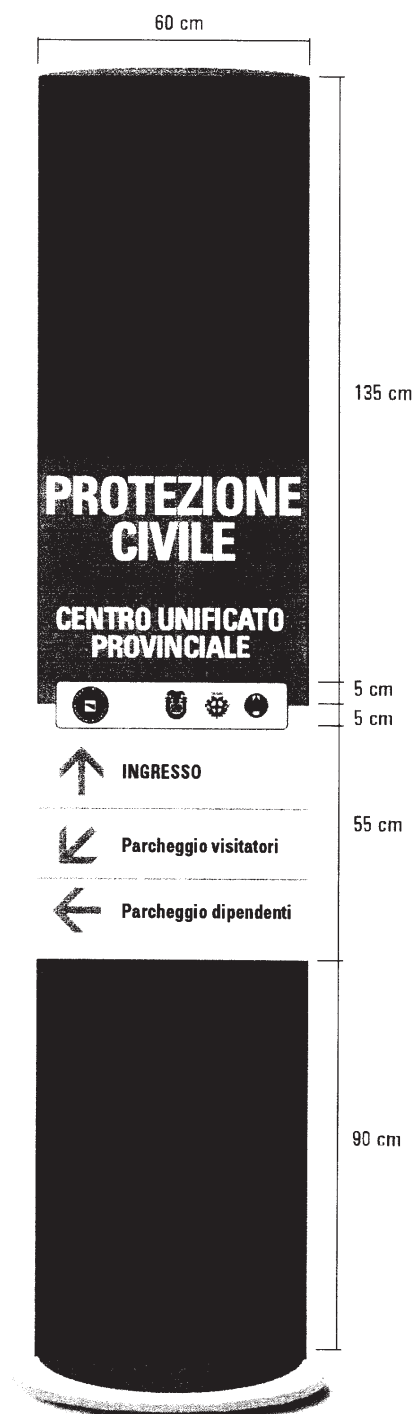 60 cm
135 cm
PROTEZIONE
CIVILE
CENTRO UNIFICATO
PROVINCIALE
5 cm
5 cm
INGRESSO
55 cm
Parcheggio visitatori
Parcheggio dipendenti
90 cm